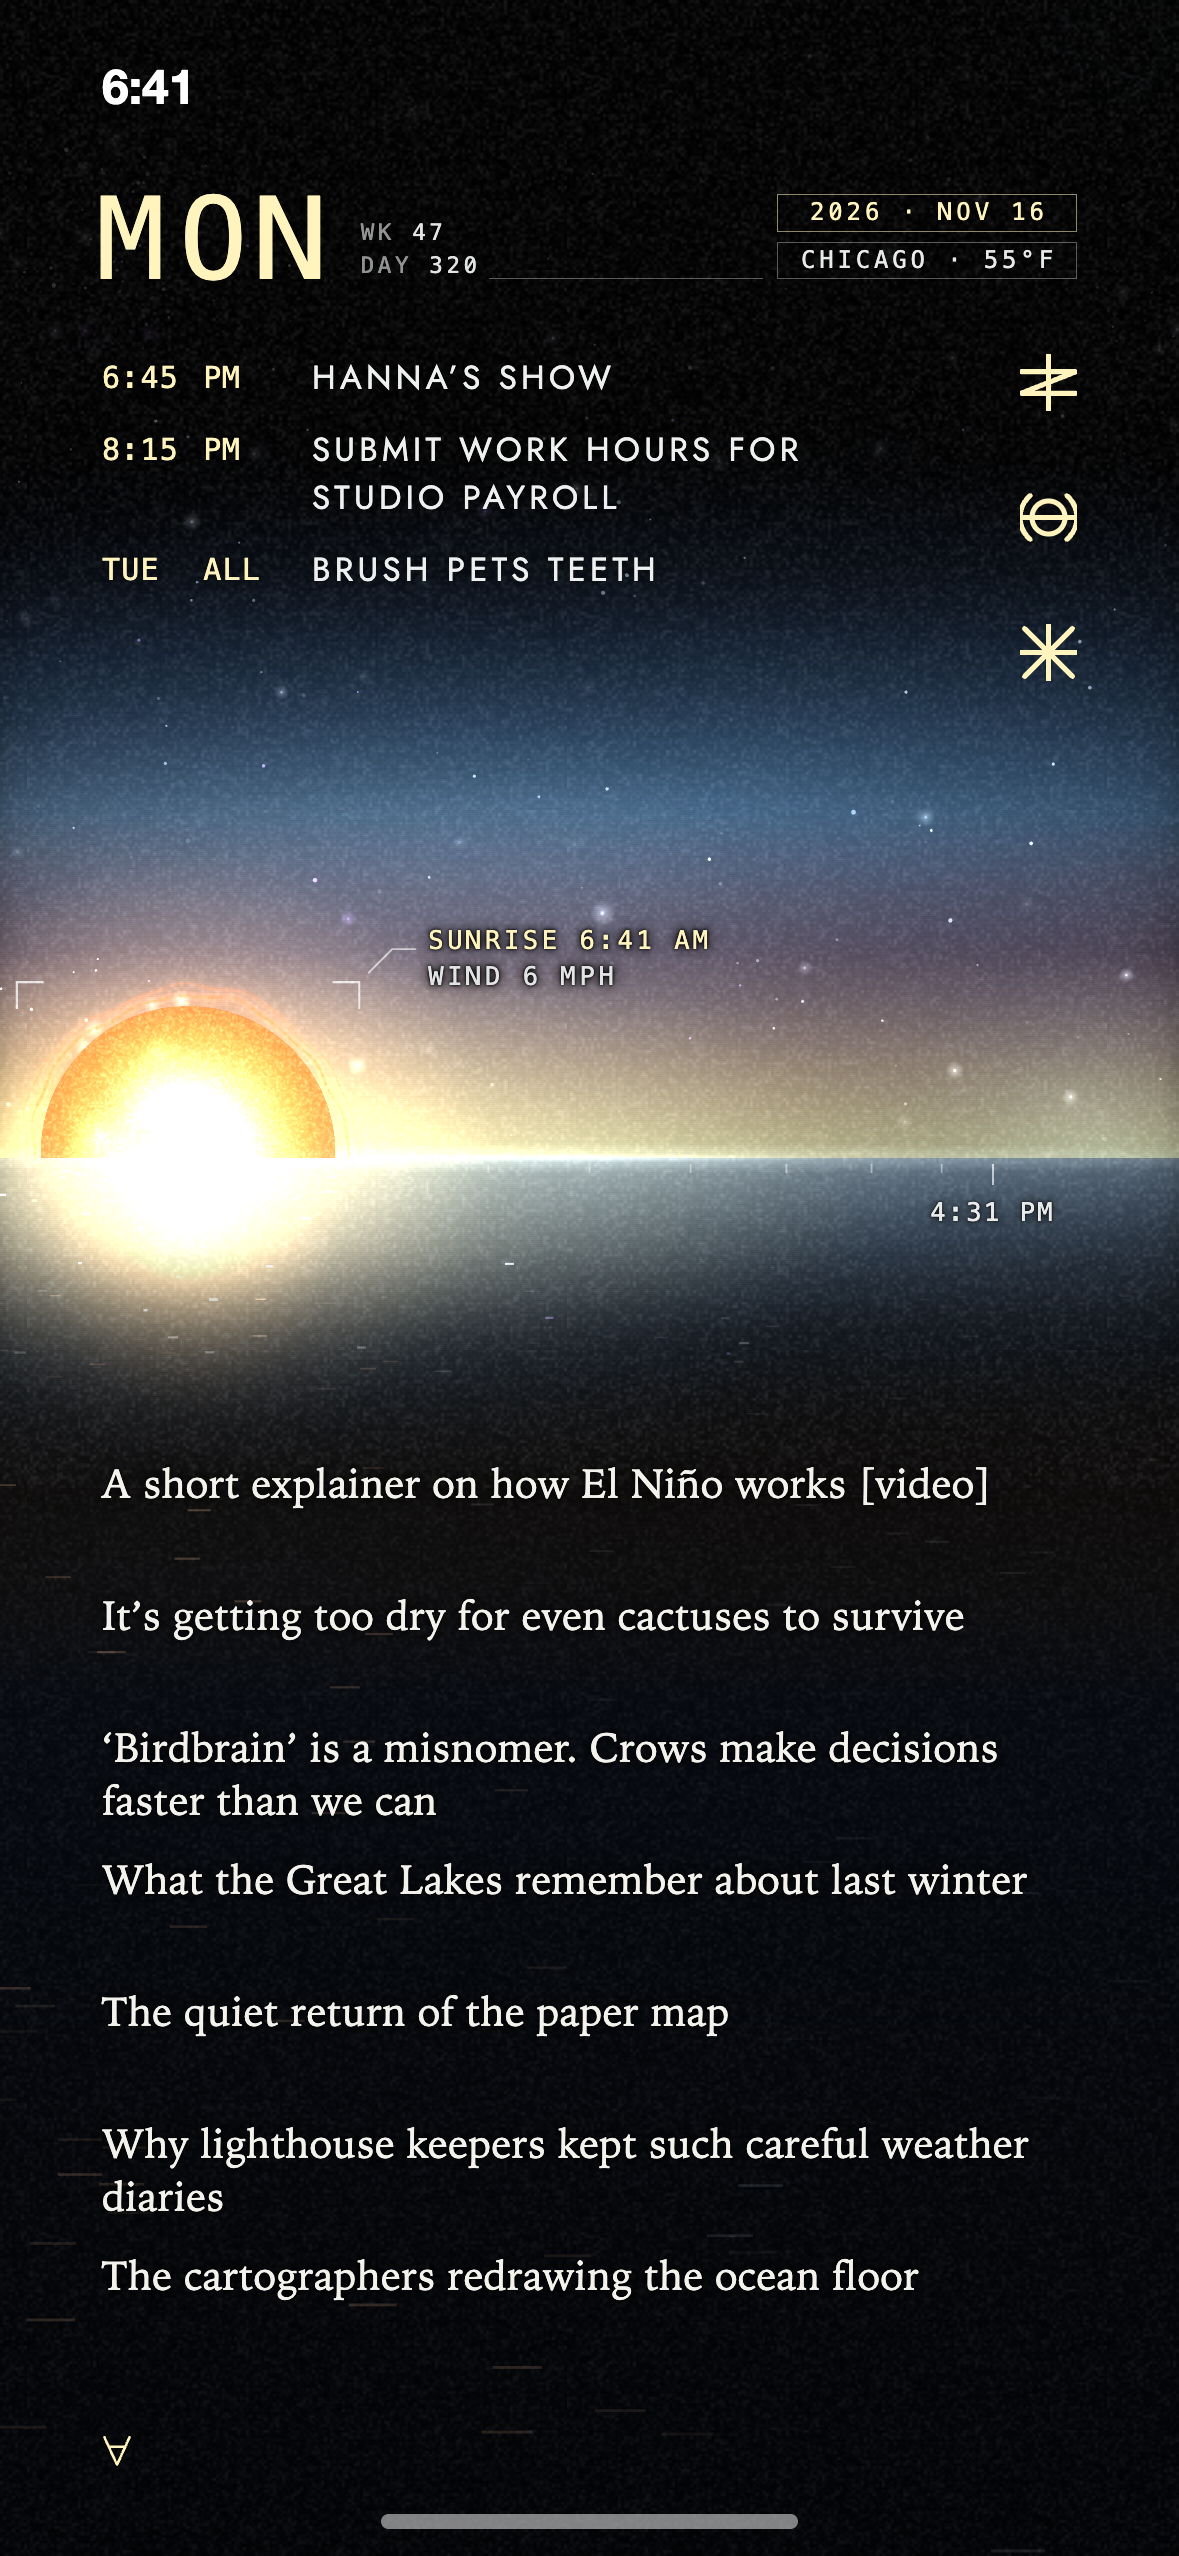 6:41
MON
WK 47
DAY 320
2026 · NOV 16
CHICAGO · 55°F
6:45 PM HANNA’S SHOW
8:15 PM SUBMIT WORK HOURS FOR
STUDIO PAYROLL
TUE ALL BRUSH PETS TEETH
SUNRISE 6:41 AM
WIND 6 MPH
4:31 PM
A short explainer on how El Niño works [video]
It’s getting too dry for even cactuses to survive
‘Birdbrain’ is a misnomer. Crows make decisions
faster than we can
What the Great Lakes remember about last winter
The quiet return of the paper map
Why lighthouse keepers kept such careful weather
diaries
The cartographers redrawing the ocean floor